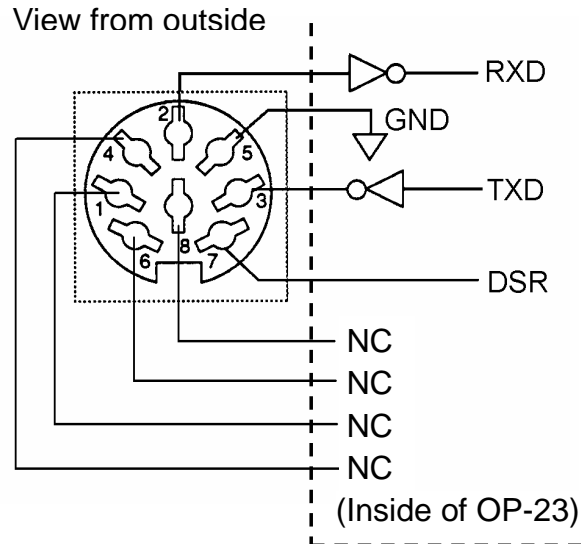 View from outside
RXD
2
GND
4
5
TXD
1
3
6
8
7
DSR
NC
NC
NC
NC
(Inside of OP-23)